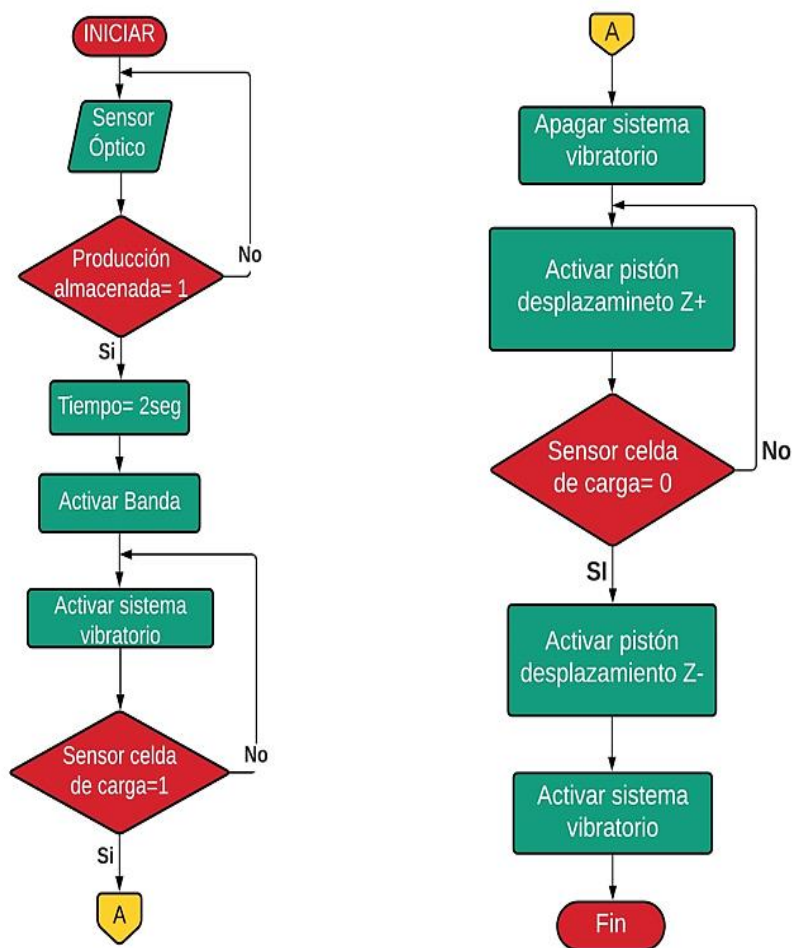 INICIAR
Sensor
Óptico
Producción
almacenada= 1
No
Si
Tiempo= 2seg
Activar Banda
Activar sistema
vibratorio
Sensor celda
de carga=1
No
Si
A
A
Apagar sistema
vibratorio
Activar pistón
desplazamineto Z+
Sensor celda
de carga= 0
No
SI
Activar pistón
desplazamiento Z-
Activar sistema
vibratorio
Fin